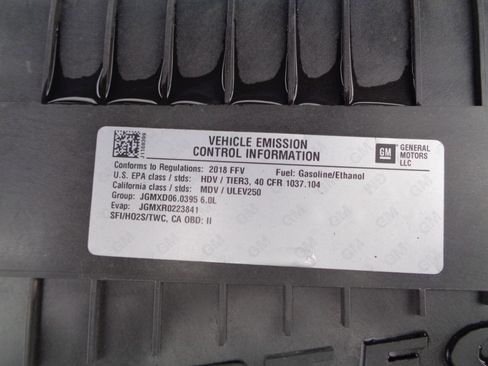 VEHICLE EMISSION
CONTROL INFORMATION
GM GENERAL
MOTORS
LLC
Conforms to Regulations: 2018 FFV Fuel: Gasoline/Ethanol
U.S. EPA class / stds: HDV / TIER3, 40 CFR 1037.104
California class / stds: MDV / ULEV250
Group: JGMXD06.0395 6.0L
Evap: JGMXR0223841
SFI/HO2S/TWC, CA OBD: II